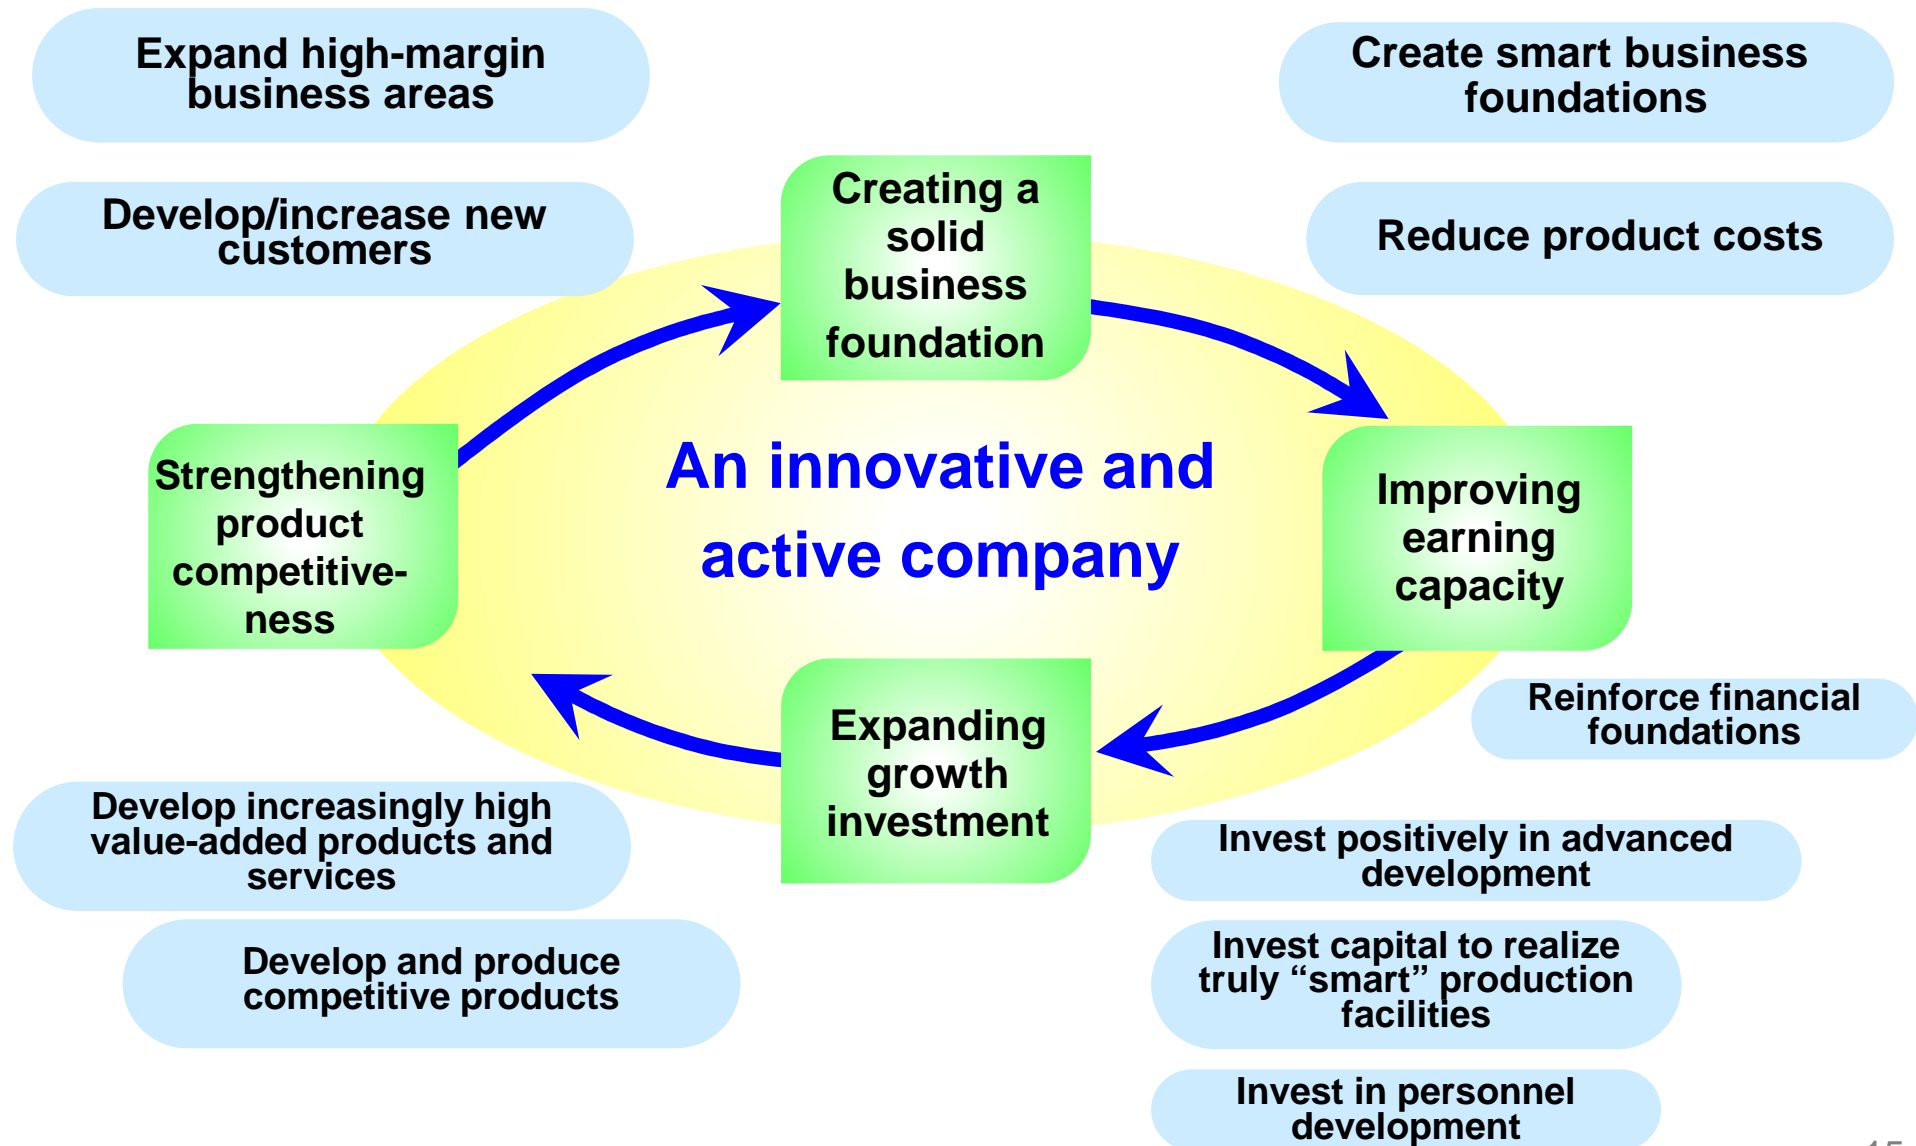 Expand high-margin
business areas
Create smart business
foundations
Develop/increase new
customers
Reduce product costs
Creating a
solid
business
foundation
Strengthening
product
competitive-
ness
An innovative and
active company
Improving
earning
capacity
Expanding
growth
investment
Reinforce financial
foundations
Develop increasingly high
value-added products and
services
Develop and produce
competitive products
Invest positively in advanced
development
Invest capital to realize
truly “smart” production
facilities
Invest in personnel
development